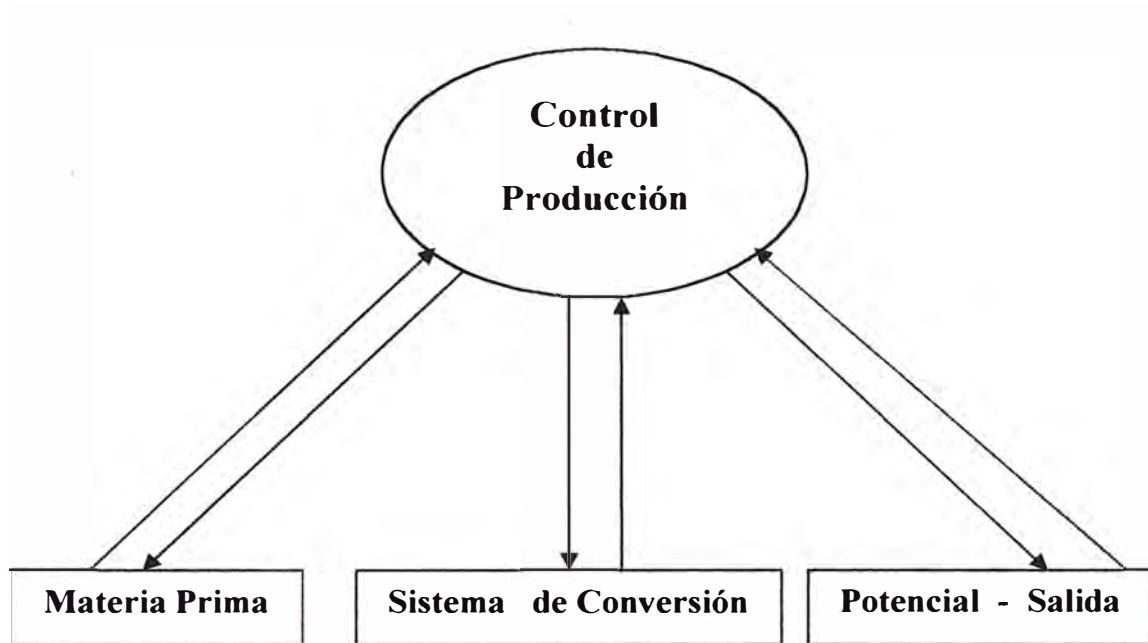 Control
de
Producción
Materia Prima
Sistema de Conversión
Potencial - Salida